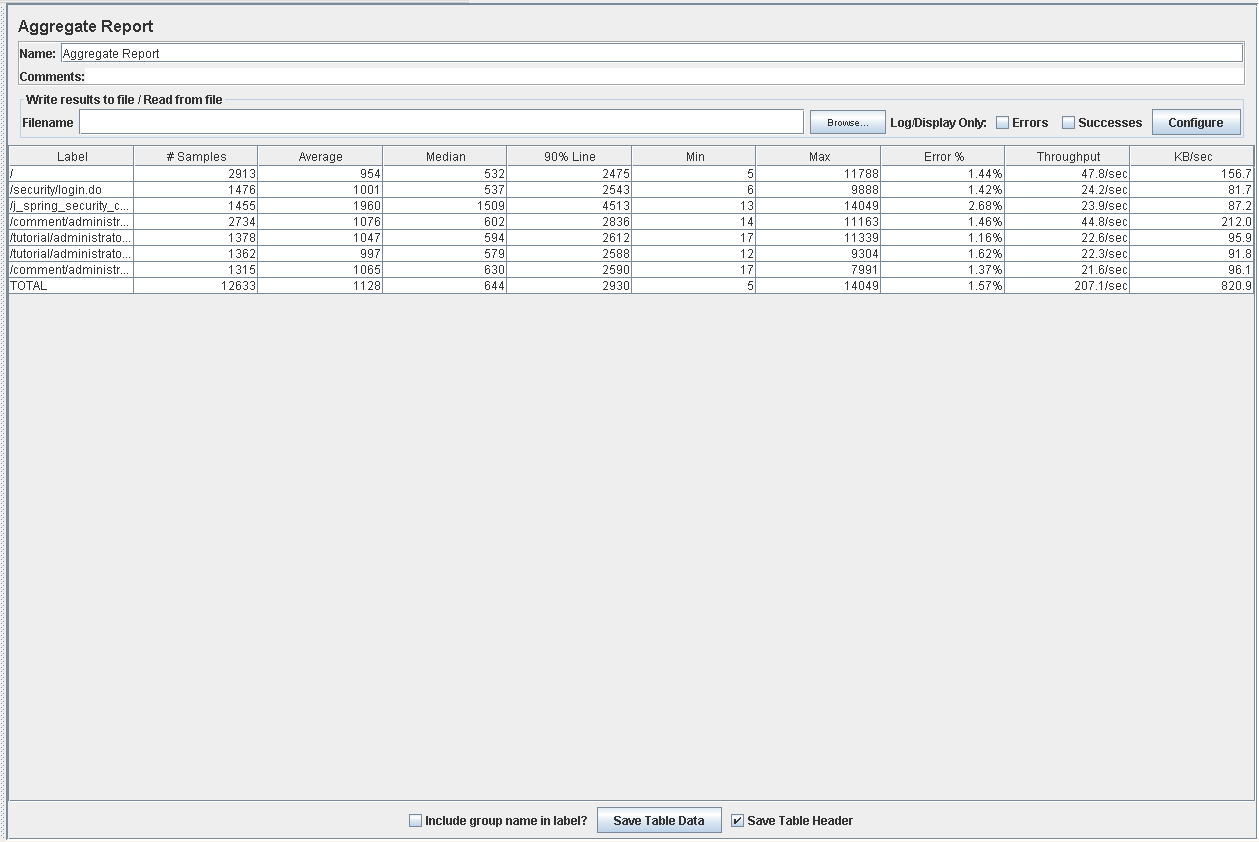 Aggregate Report
Name: Aggregate Report
Comments:
Write results to file / Read from file
Filename Browse... Log/Display Only: Errors Successes Configure
Label # Samples Average Median 90% Line Min Max Error % Throughput KB/sec
/ 2913 954 532 2475 5 11788 1.44% 47.8/sec 156.7
/security/login.do 1476 1001 537 2543 6 9888 1.42% 24.2/sec 81.7
/j_spring_security_c... 1455 1960 1509 4513 13 14049 2.68% 23.9/sec 87.2
/comment/administr... 2734 1076 602 2836 14 11163 1.46% 44.8/sec 212.0
/tutorial/administrato... 1378 1047 594 2612 17 11339 1.16% 22.6/sec 95.9
/tutorial/administrato... 1362 997 579 2588 12 9304 1.62% 22.3/sec 91.8
/comment/administr... 1315 1065 630 2590 17 7991 1.37% 21.6/sec 96.1
TOTAL 12633 1128 644 2930 5 14049 1.57% 207.1/sec 820.9
Include group name in label? Save Table Data Save Table Header